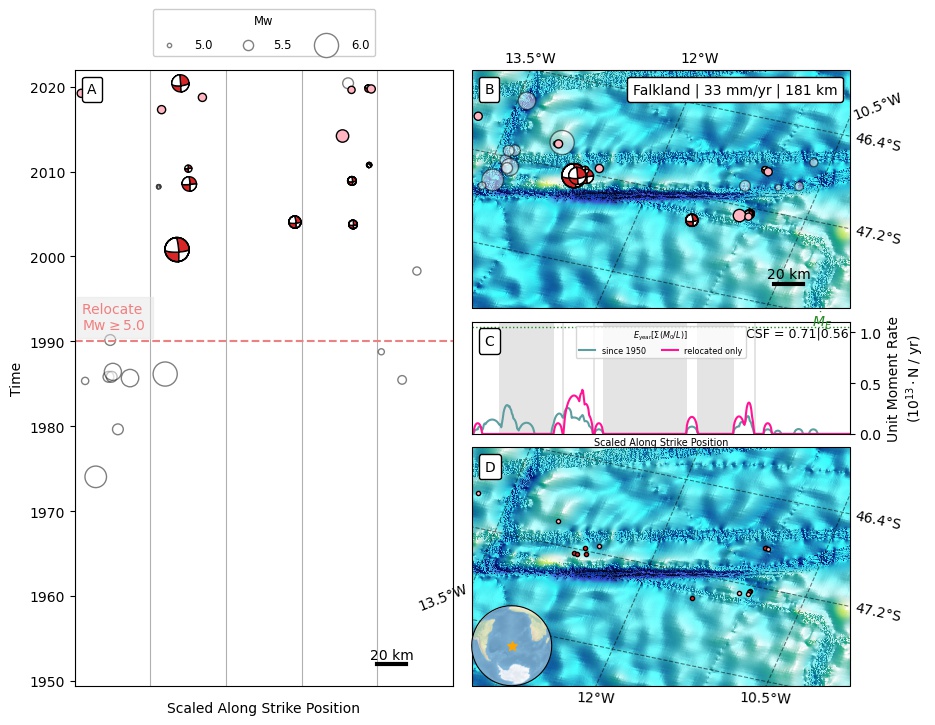 Mw
5.0 5.5 6.0
A
2020
2010
2000
1990
1980
1970
1960
1950
Time
Relocate
Mw ≥ 5.0
20 km
Scaled Along Strike Position
13.5°W 12°W
B
Falkland | 33 mm/yr | 181 km
10.5°W
46.4°S
47.2°S
20 km
C
E_year[Σ(M₀/L)]
since 1950 relocated only
CSF = 0.71|0.56
1.0
0.5
0.0
Unit Moment Rate
(10¹³ · N / yr)
Scaled Along Strike Position
D
13.5°W
46.4°S
47.2°S
12°W 10.5°W